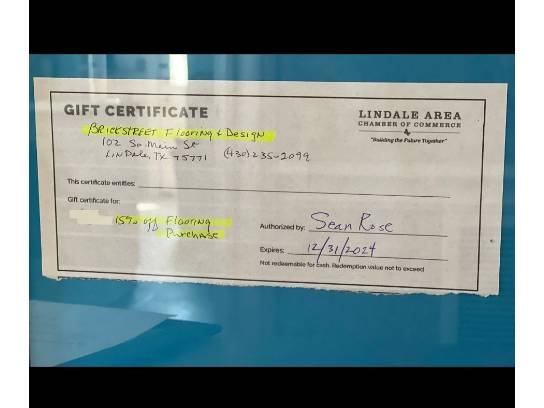 GIFT CERTIFICATE
BRICKSTREET Flooring & Design
102 So Main St
LINDALE, TX 75771 (430)235-2099
LINDALE AREA
CHAMBER OF COMMERCE
"Building the Future Together"
This certificate entitles:
Gift certificate for:
15% off Flooring
Purchase
Authorized by: Sean Rose
Expires: 12/31/2024
Not redeemable for cash. Redemption value not to exceed